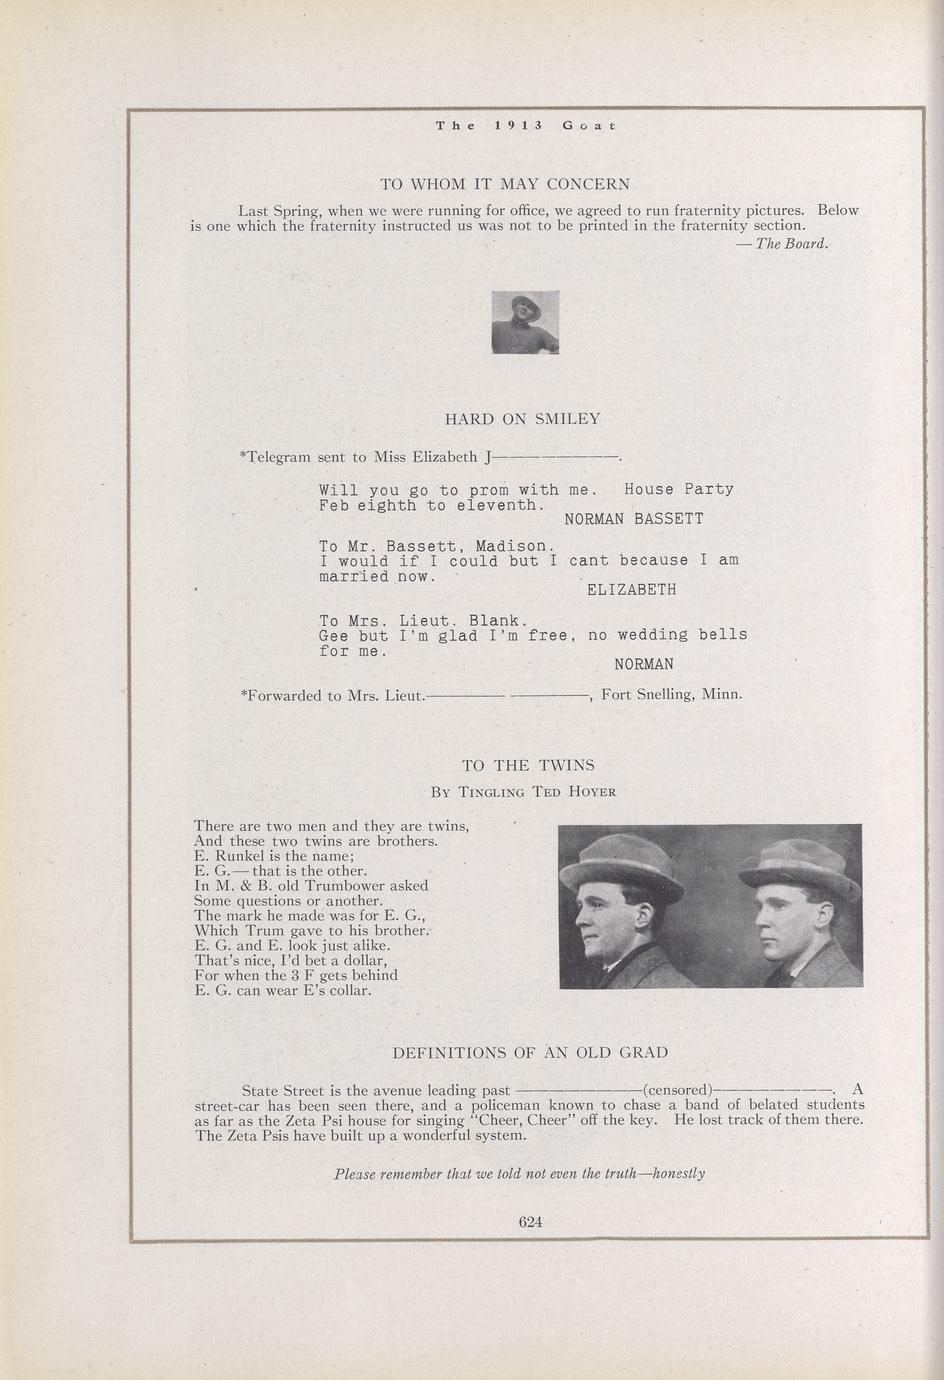 The 1913 Goat
TO WHOM IT MAY CONCERN
Last Spring, when we were running for office, we agreed to run fraternity pictures. Below
is one which the fraternity instructed us was not to be printed in the fraternity section.
— The Board.
HARD ON SMILEY
*Telegram sent to Miss Elizabeth J————————.
Will you go to prom with me. House Party
Feb eighth to eleventh.
NORMAN BASSETT
To Mr. Bassett, Madison.
I would if I could but I cant because I am
married now.
ELIZABETH
To Mrs. Lieut. Blank.
Gee but I'm glad I'm free, no wedding bells
for me.
NORMAN
*Forwarded to Mrs. Lieut.————— —————, Fort Snelling, Minn.
TO THE TWINS
By Tingling Ted Hoyer
There are two men and they are twins,
And these two twins are brothers.
E. Runkel is the name;
E. G.— that is the other.
In M. & B. old Trumbower asked
Some questions or another.
The mark he made was for E. G.,
Which Trum gave to his brother.
E. G. and E. look just alike.
That's nice, I'd bet a dollar,
For when the 3 F gets behind
E. G. can wear E's collar.
DEFINITIONS OF AN OLD GRAD
State Street is the avenue leading past ————————(censored)————————. A
street-car has been seen there, and a policeman known to chase a band of belated students
as far as the Zeta Psi house for singing "Cheer, Cheer" off the key. He lost track of them there.
The Zeta Psis have built up a wonderful system.
Please remember that we told not even the truth—honestly
624